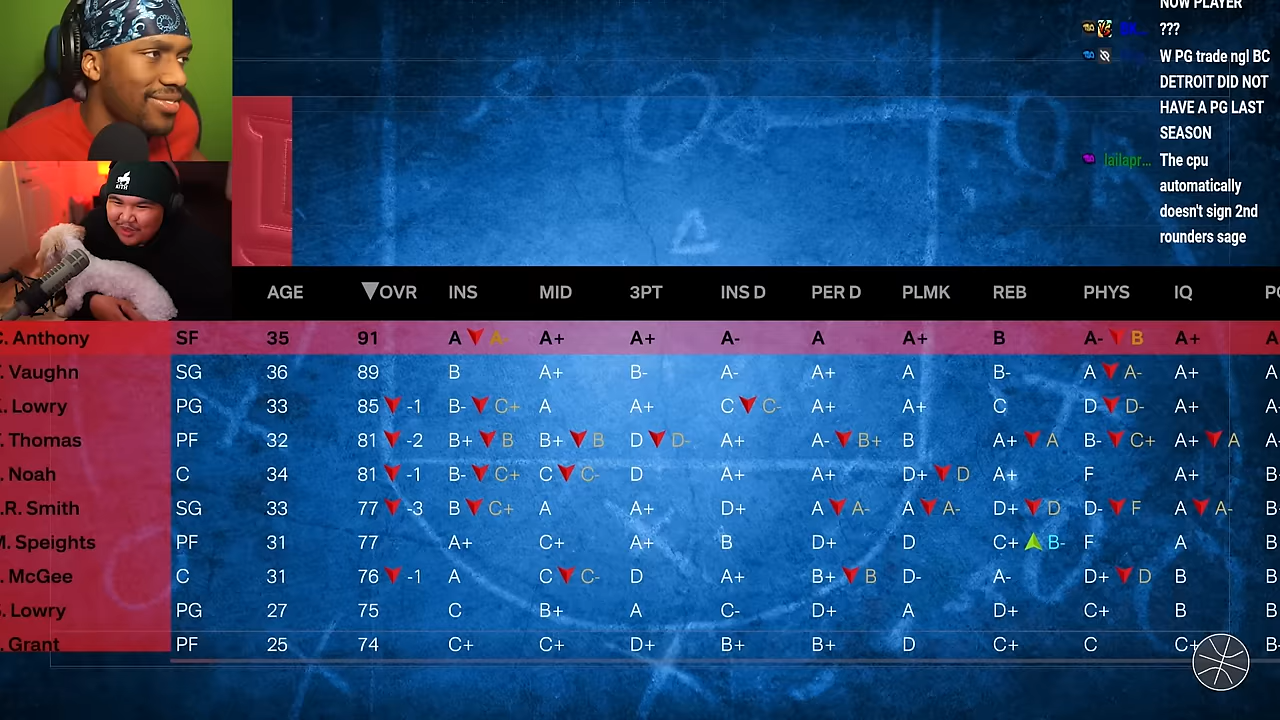 NOW PLAYER
???
W PG trade ngl BC
DETROIT DID NOT
HAVE A PG LAST
SEASON
lailapr... The cpu
automatically
doesn't sign 2nd
rounders sage
KITH
AGE OVR INS MID 3PT INS D PER D PLMK REB PHYS IQ
. Anthony SF 35 91 A A- A+ A+ A- A A+ B A- B A+ A
. Vaughn SG 36 89 B A+ B- A- A+ A B- A A- A+ A
. Lowry PG 33 85 -1 B- C+ A A+ C C- A+ A+ C D D- A+ A-
. Thomas PF 32 81 -2 B+ B B+ B D D- A+ A- B+ B A+ A B- C+ A+ A A-
. Noah C 34 81 -1 B- C+ C C- D A+ A+ D+ D A+ F A+ B-
.R. Smith SG 33 77 -3 B C+ A A+ D+ A A- A A- D+ D D- F A A- B-
M. Speights PF 31 77 A+ C+ A+ B D+ D C+ B- F A B
. McGee C 31 76 -1 A C C- D A+ B+ B D- A- D+ D B B
. Lowry PG 27 75 C B+ A C- D+ A D+ C+ B B
. Grant PF 25 74 C+ C+ D+ B+ B+ D C+ C C+ B-